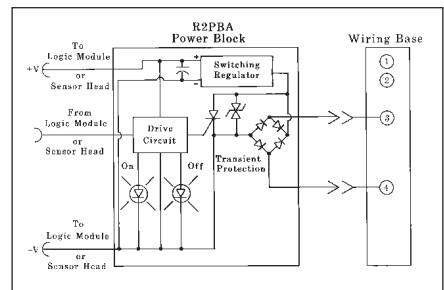 R2PBA
Power Block
Wiring Base
To
Logic Module
+V
or
Sensor Head
+
-
Switching
Regulator
1
2
From
Logic Module
or
Sensor Head
Drive
Circuit
3
On
Off
Transient
Protection
4
To
Logic Module
-V
or
Sensor Head